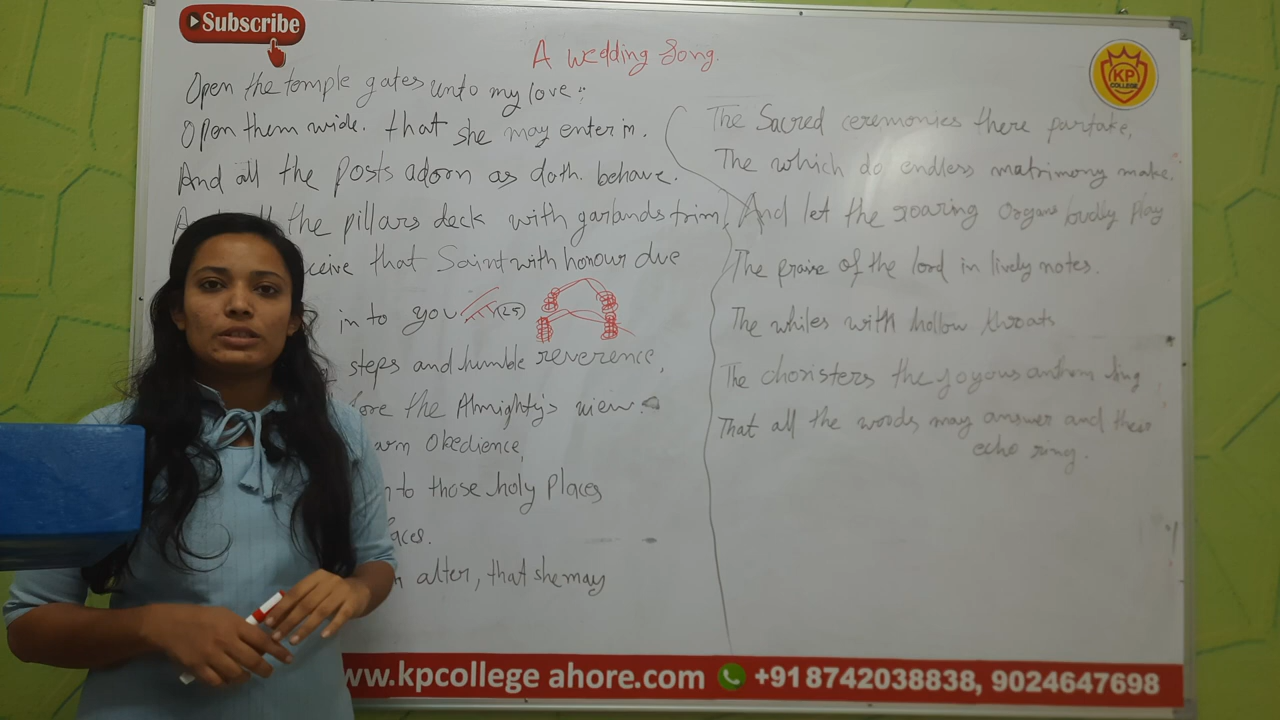 Subscribe
A wedding Song.
KP
COLLEGE
Open the temple gates unto my love:
Open them wide. that she may enter in.
And all the posts adorn as doth. behave.
the pillars deck with garlands trim,
ceive that Saint with honour due
in to you
steps and humble reverence,
fore the Almighty's view.
Obedience,
to those holy Places
aces.
alter, that she may
The Sacred ceremonies there partake,
The which do endless matrimony make.
And let the roaring Organs loudly Play
The praise of the lord in lively notes.
The whiles with hollow throats
The choristers the joyous anthem Sing
That all the woods may answer and their
echo ring.
ww.kpcollege ahore.com +91 8742038838, 9024647698